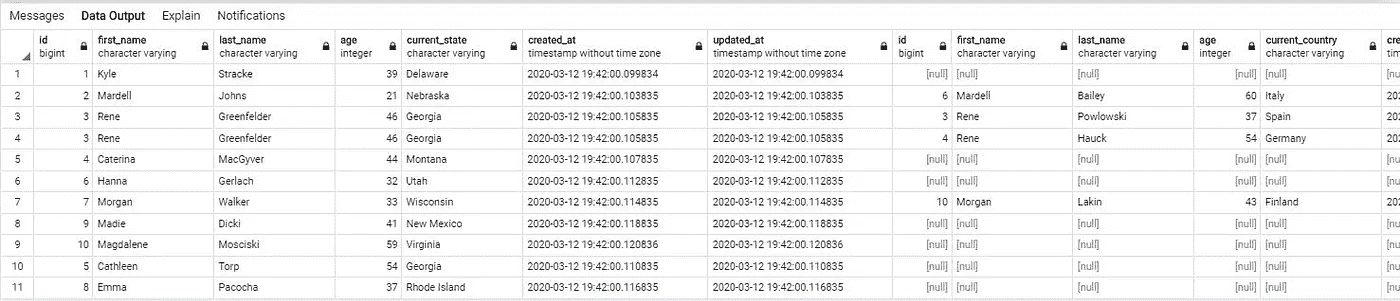 Messages Data Output Explain Notifications
id first_name last_name age current_state created_at updated_at id first_name last_name age current_country cre
bigint character varying character varying integer character varying timestamp without time zone timestamp without time zone bigint character varying character varying integer character varying tim
1 1 Kyle Stracke 39 Delaware 2020-03-12 19:42:00.099834 2020-03-12 19:42:00.099834 [null] [null] [null] [null] [null] [nu
2 2 Mardell Johns 21 Nebraska 2020-03-12 19:42:00.103835 2020-03-12 19:42:00.103835 6 Mardell Bailey 60 Italy 202
3 3 Rene Greenfelder 46 Georgia 2020-03-12 19:42:00.105835 2020-03-12 19:42:00.105835 3 Rene Powlowski 37 Spain 202
4 3 Rene Greenfelder 46 Georgia 2020-03-12 19:42:00.105835 2020-03-12 19:42:00.105835 4 Rene Hauck 54 Germany 202
5 4 Caterina MacGyver 44 Montana 2020-03-12 19:42:00.107835 2020-03-12 19:42:00.107835 [null] [null] [null] [null] [null] [nu
6 6 Hanna Gerlach 32 Utah 2020-03-12 19:42:00.112835 2020-03-12 19:42:00.112835 [null] [null] [null] [null] [null] [nu
7 7 Morgan Walker 33 Wisconsin 2020-03-12 19:42:00.114835 2020-03-12 19:42:00.114835 10 Morgan Lakin 43 Finland 202
8 9 Madie Dicki 41 New Mexico 2020-03-12 19:42:00.118835 2020-03-12 19:42:00.118835 [null] [null] [null] [null] [null] [nu
9 10 Magdalene Mosciski 59 Virginia 2020-03-12 19:42:00.120836 2020-03-12 19:42:00.120836 [null] [null] [null] [null] [null] [nu
10 5 Cathleen Torp 54 Georgia 2020-03-12 19:42:00.110835 2020-03-12 19:42:00.110835 [null] [null] [null] [null] [null] [nu
11 8 Emma Pacocha 37 Rhode Island 2020-03-12 19:42:00.116835 2020-03-12 19:42:00.116835 [null] [null] [null] [null] [null] [nu